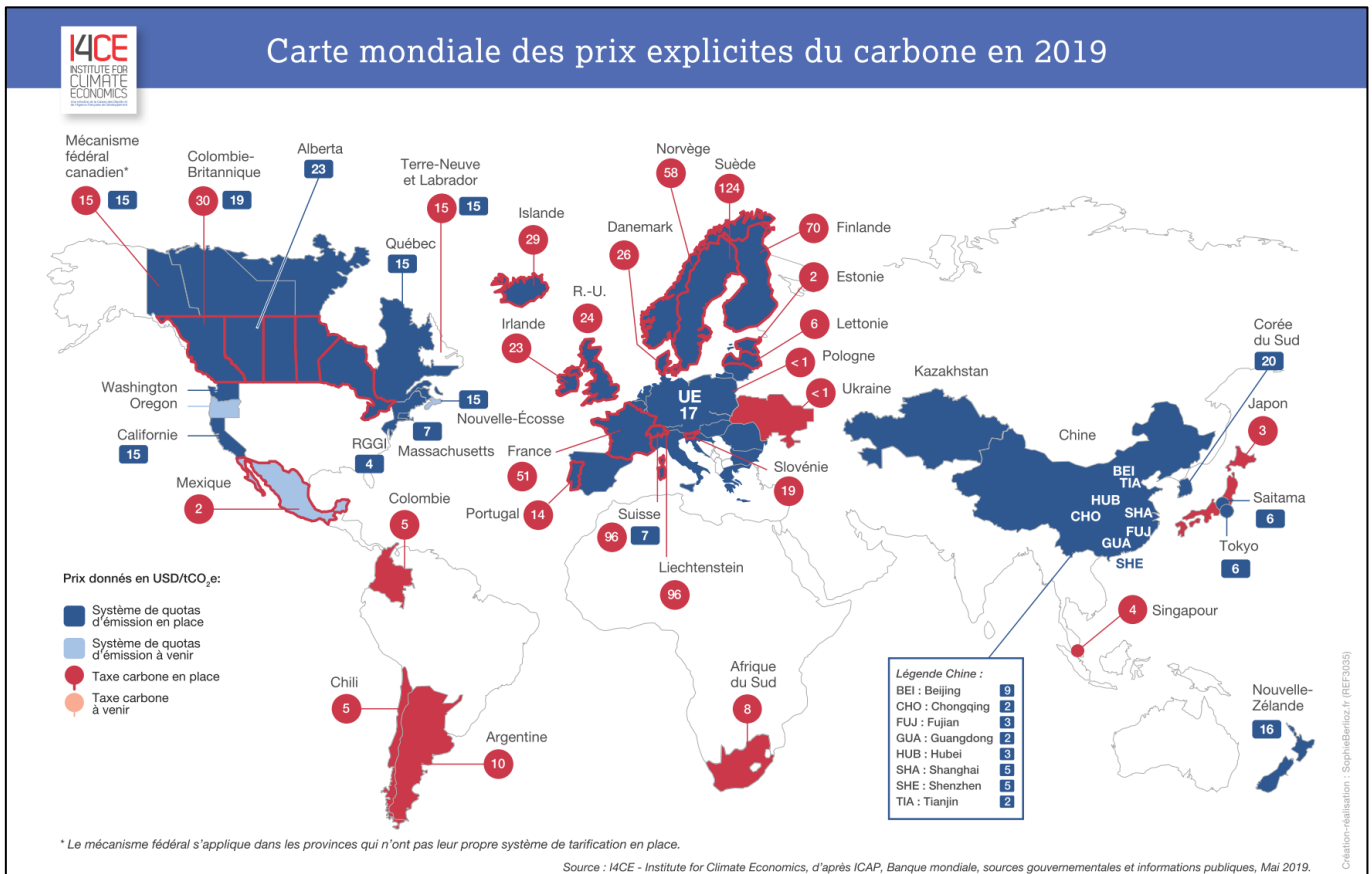 I4CE
INSTITUTE FOR
CLIMATE
ECONOMICS
Carte mondiale des prix explicites du carbone en 2019
Mécanisme
fédéral
canadien*
15 15
Colombie-
Britannique
30 19
Alberta
23
Terre-Neuve
et Labrador
15 15
Québec
15
Islande
29
Norvège
58
Suède
124
Danemark
26
Finlande
70
Estonie
2
R.-U.
24
Irlande
23
Lettonie
6
Pologne
< 1
Ukraine
< 1
UE
17
Kazakhstan
Chine
Corée
du Sud
20
Japon
3
Washington
Oregon
Californie
15
15
Nouvelle-Écosse
7
Massachusetts
RGGI
4
Mexique
2
France
51
Portugal
14
Suisse
96 7
Liechtenstein
96
Slovénie
19
BEI
TIA
HUB
SHA
CHO
FUJ
GUA
SHE
Saitama
6
Tokyo
6
Colombie
5
4
Singapour
Prix donnés en USD/tCO2e:
Système de quotas
d'émission en place
Système de quotas
d'émission à venir
Taxe carbone en place
Taxe carbone
à venir
Chili
5
Argentine
10
Afrique
du Sud
8
Légende Chine :
BEI : Beijing 9
CHO : Chongqing 2
FUJ : Fujian 3
GUA : Guangdong 2
HUB : Hubei 3
SHA : Shanghai 5
SHE : Shenzhen 5
TIA : Tianjin 2
Nouvelle-
Zélande
16
* Le mécanisme fédéral s'applique dans les provinces qui n'ont pas leur propre système de tarification en place.
Source : I4CE - Institute for Climate Economics, d'après ICAP, Banque mondiale, sources gouvernementales et informations publiques, Mai 2019.
Création-réalisation : SophieBerlioz.fr (REF3035)